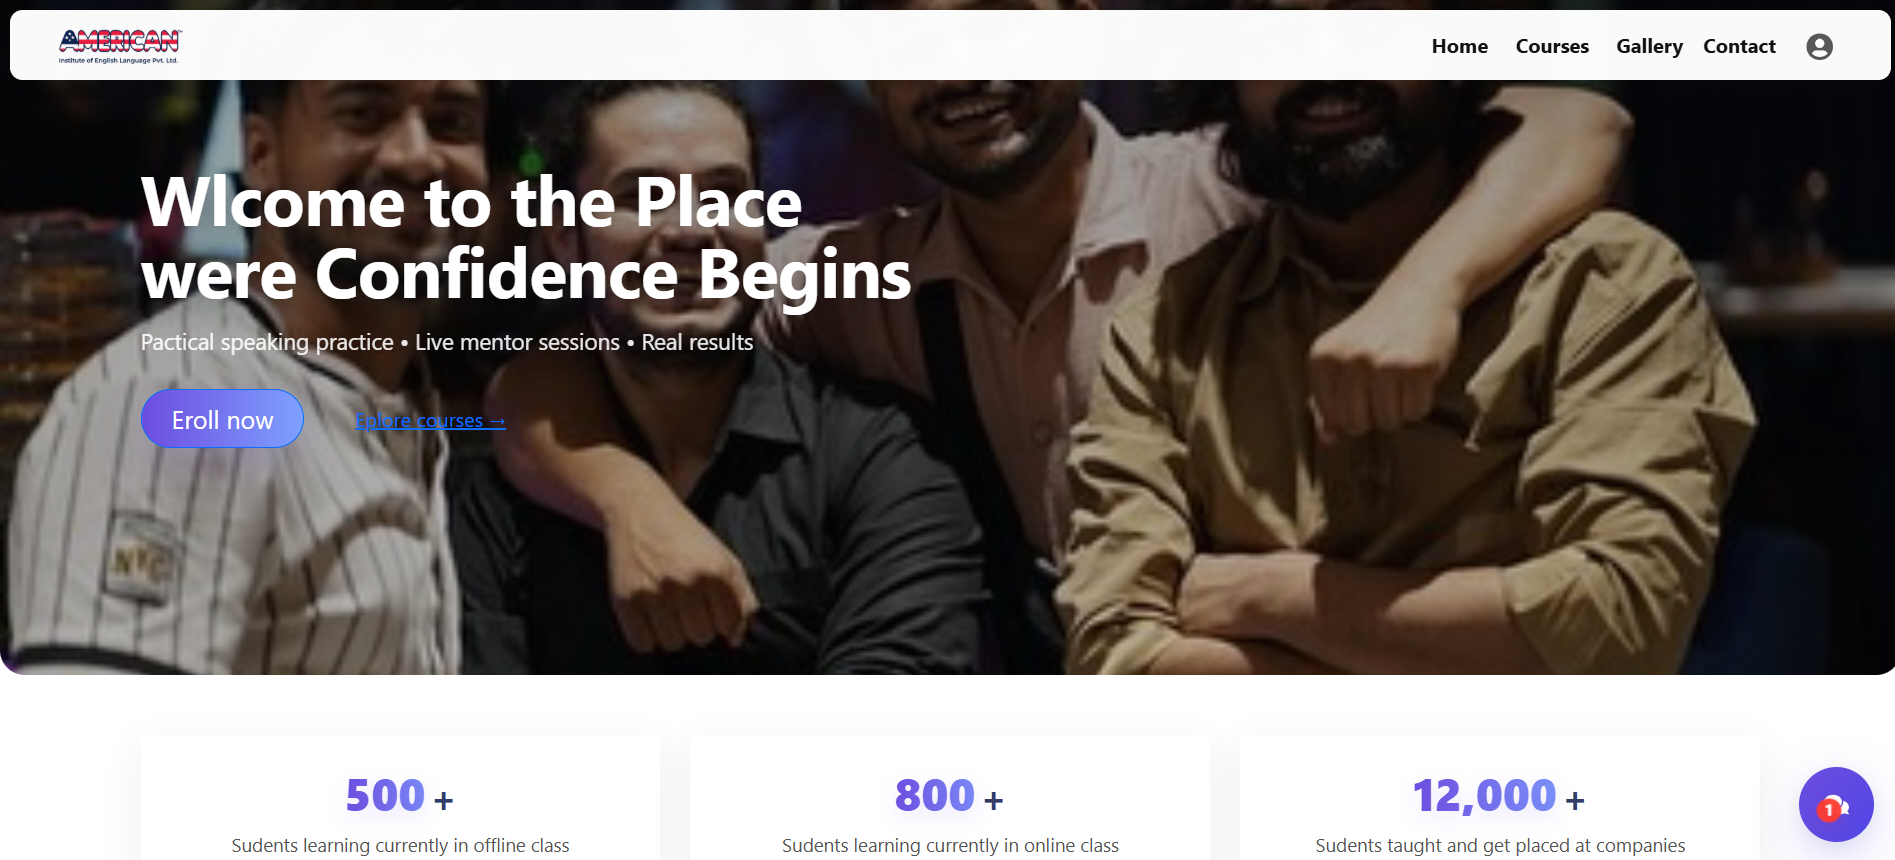 AMERICAN
Institute of English Language Pvt. Ltd.
Home Courses Gallery Contact
Wlcome to the Place
were Confidence Begins
Pactical speaking practice • Live mentor sessions • Real results
Eroll now
Eplore courses →
NYC
500 +
Sudents learning currently in offline class
800 +
Sudents learning currently in online class
12,000 +
Sudents taught and get placed at companies
1